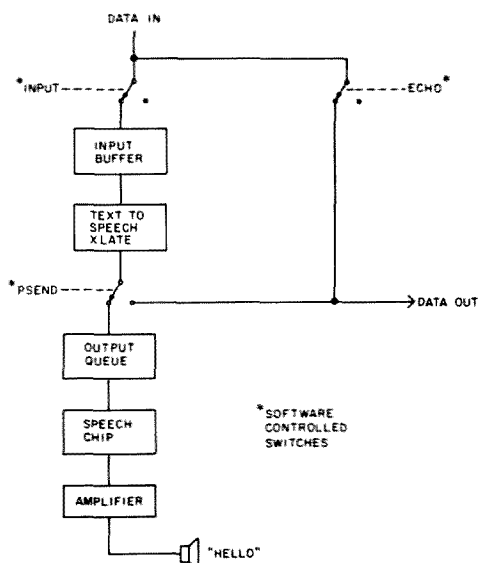 DATA IN
*INPUT
ECHO*
INPUT
BUFFER
TEXT TO
SPEECH
XLATE
*PSEND
DATA OUT
OUTPUT
QUEUE
SPEECH
CHIP
*SOFTWARE
CONTROLLED
SWITCHES
AMPLIFIER
"HELLO"